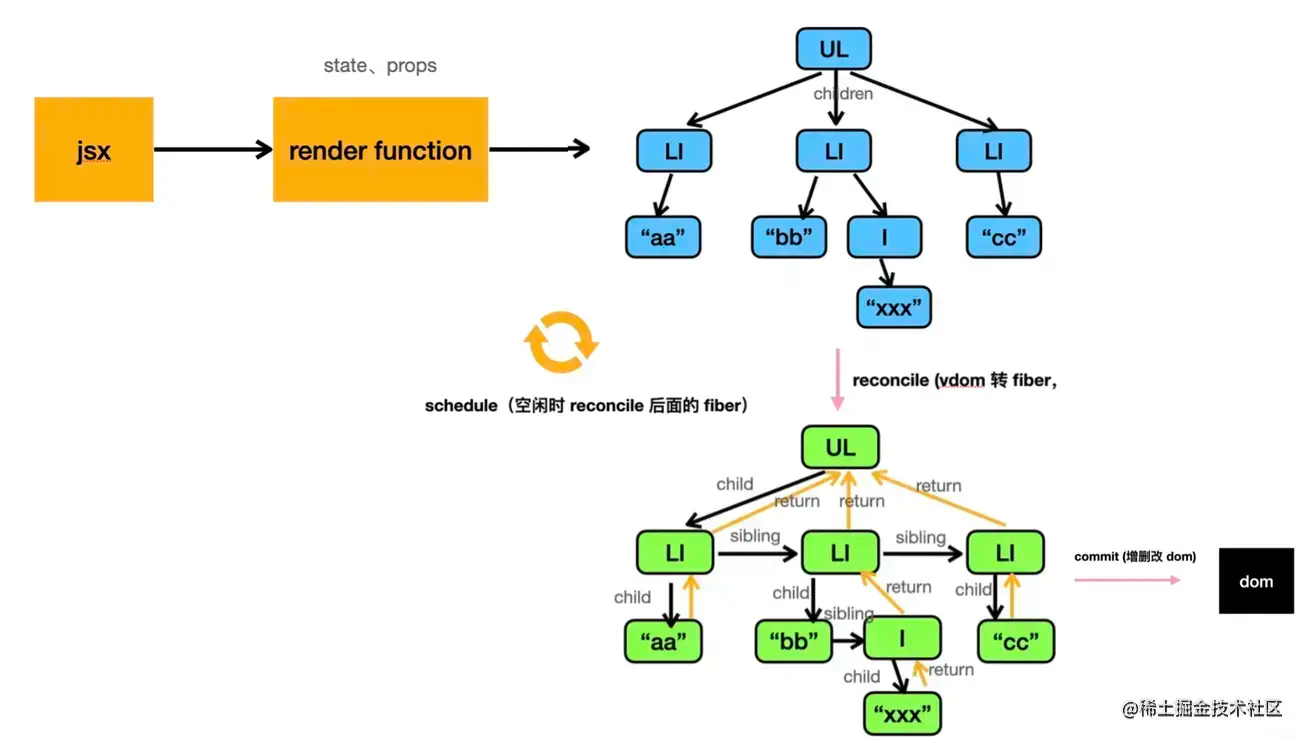 UL
state、props
children
jsx
render function
LI
LI
LI
“aa”
“bb”
I
“cc”
“xxx”
reconcile (vdom 转 fiber,
schedule（空闲时 reconcile 后面的 fiber）
UL
child
return
return
return
LI
sibling
LI
sibling
LI
commit (增删改 dom)
dom
child
child
return
child
sibling
“aa”
“bb”
I
“cc”
child
return
“xxx”
@稀土掘金技术社区